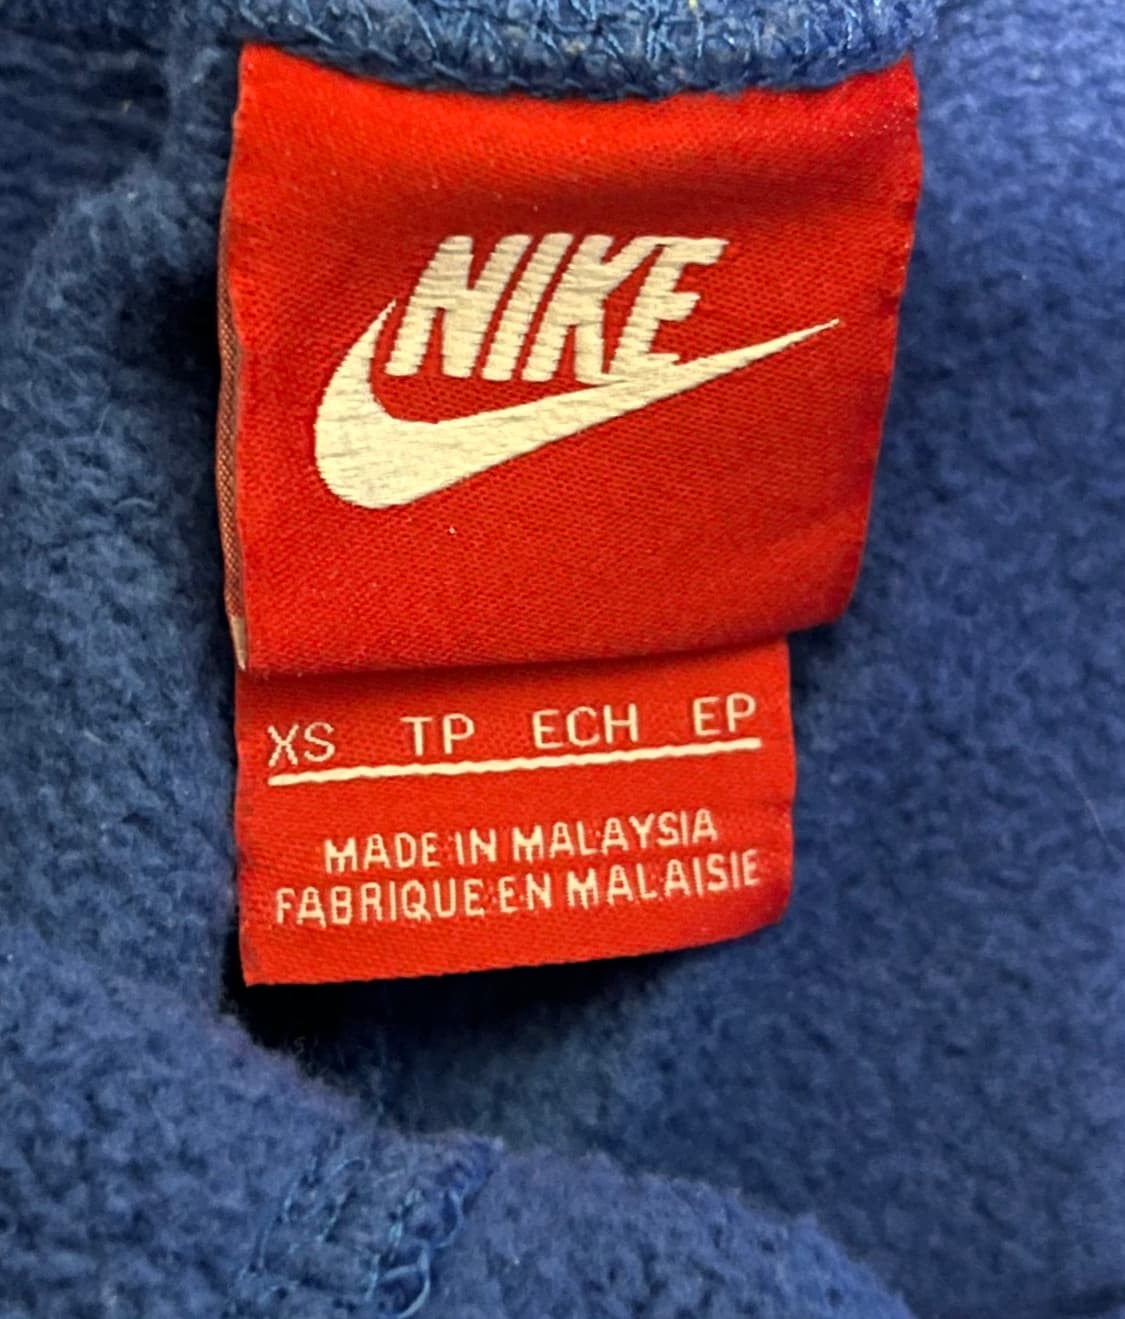 NIKE
XS TP ECH EP
MADE IN MALAYSIA
FABRIQUE EN MALAISIE